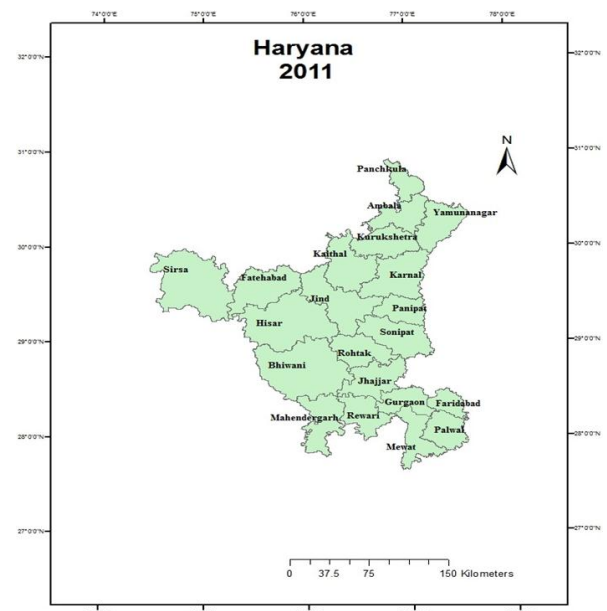 74°0'0"E 75°0'0"E 76°0'0"E 77°0'0"E 78°0'0"E
Haryana
2011
32°0'0"N 32°0'0"N
31°0'0"N 31°0'0"N
N
Panchkula
Ambala
Yamunanagar
Kurukshetra
30°0'0"N 30°0'0"N
Kaithal
Sirsa
Karnal
Fatehabad
Jind
Panipat
Hisar
Sonipat
29°0'0"N 29°0'0"N
Rohtak
Bhiwani
Jhajjar
Gurgaon
Faridabad
Mahendergarh
Rewari
Palwal
28°0'0"N 28°0'0"N
Mewat
27°0'0"N 27°0'0"N
0 37.5 75 150 Kilometers